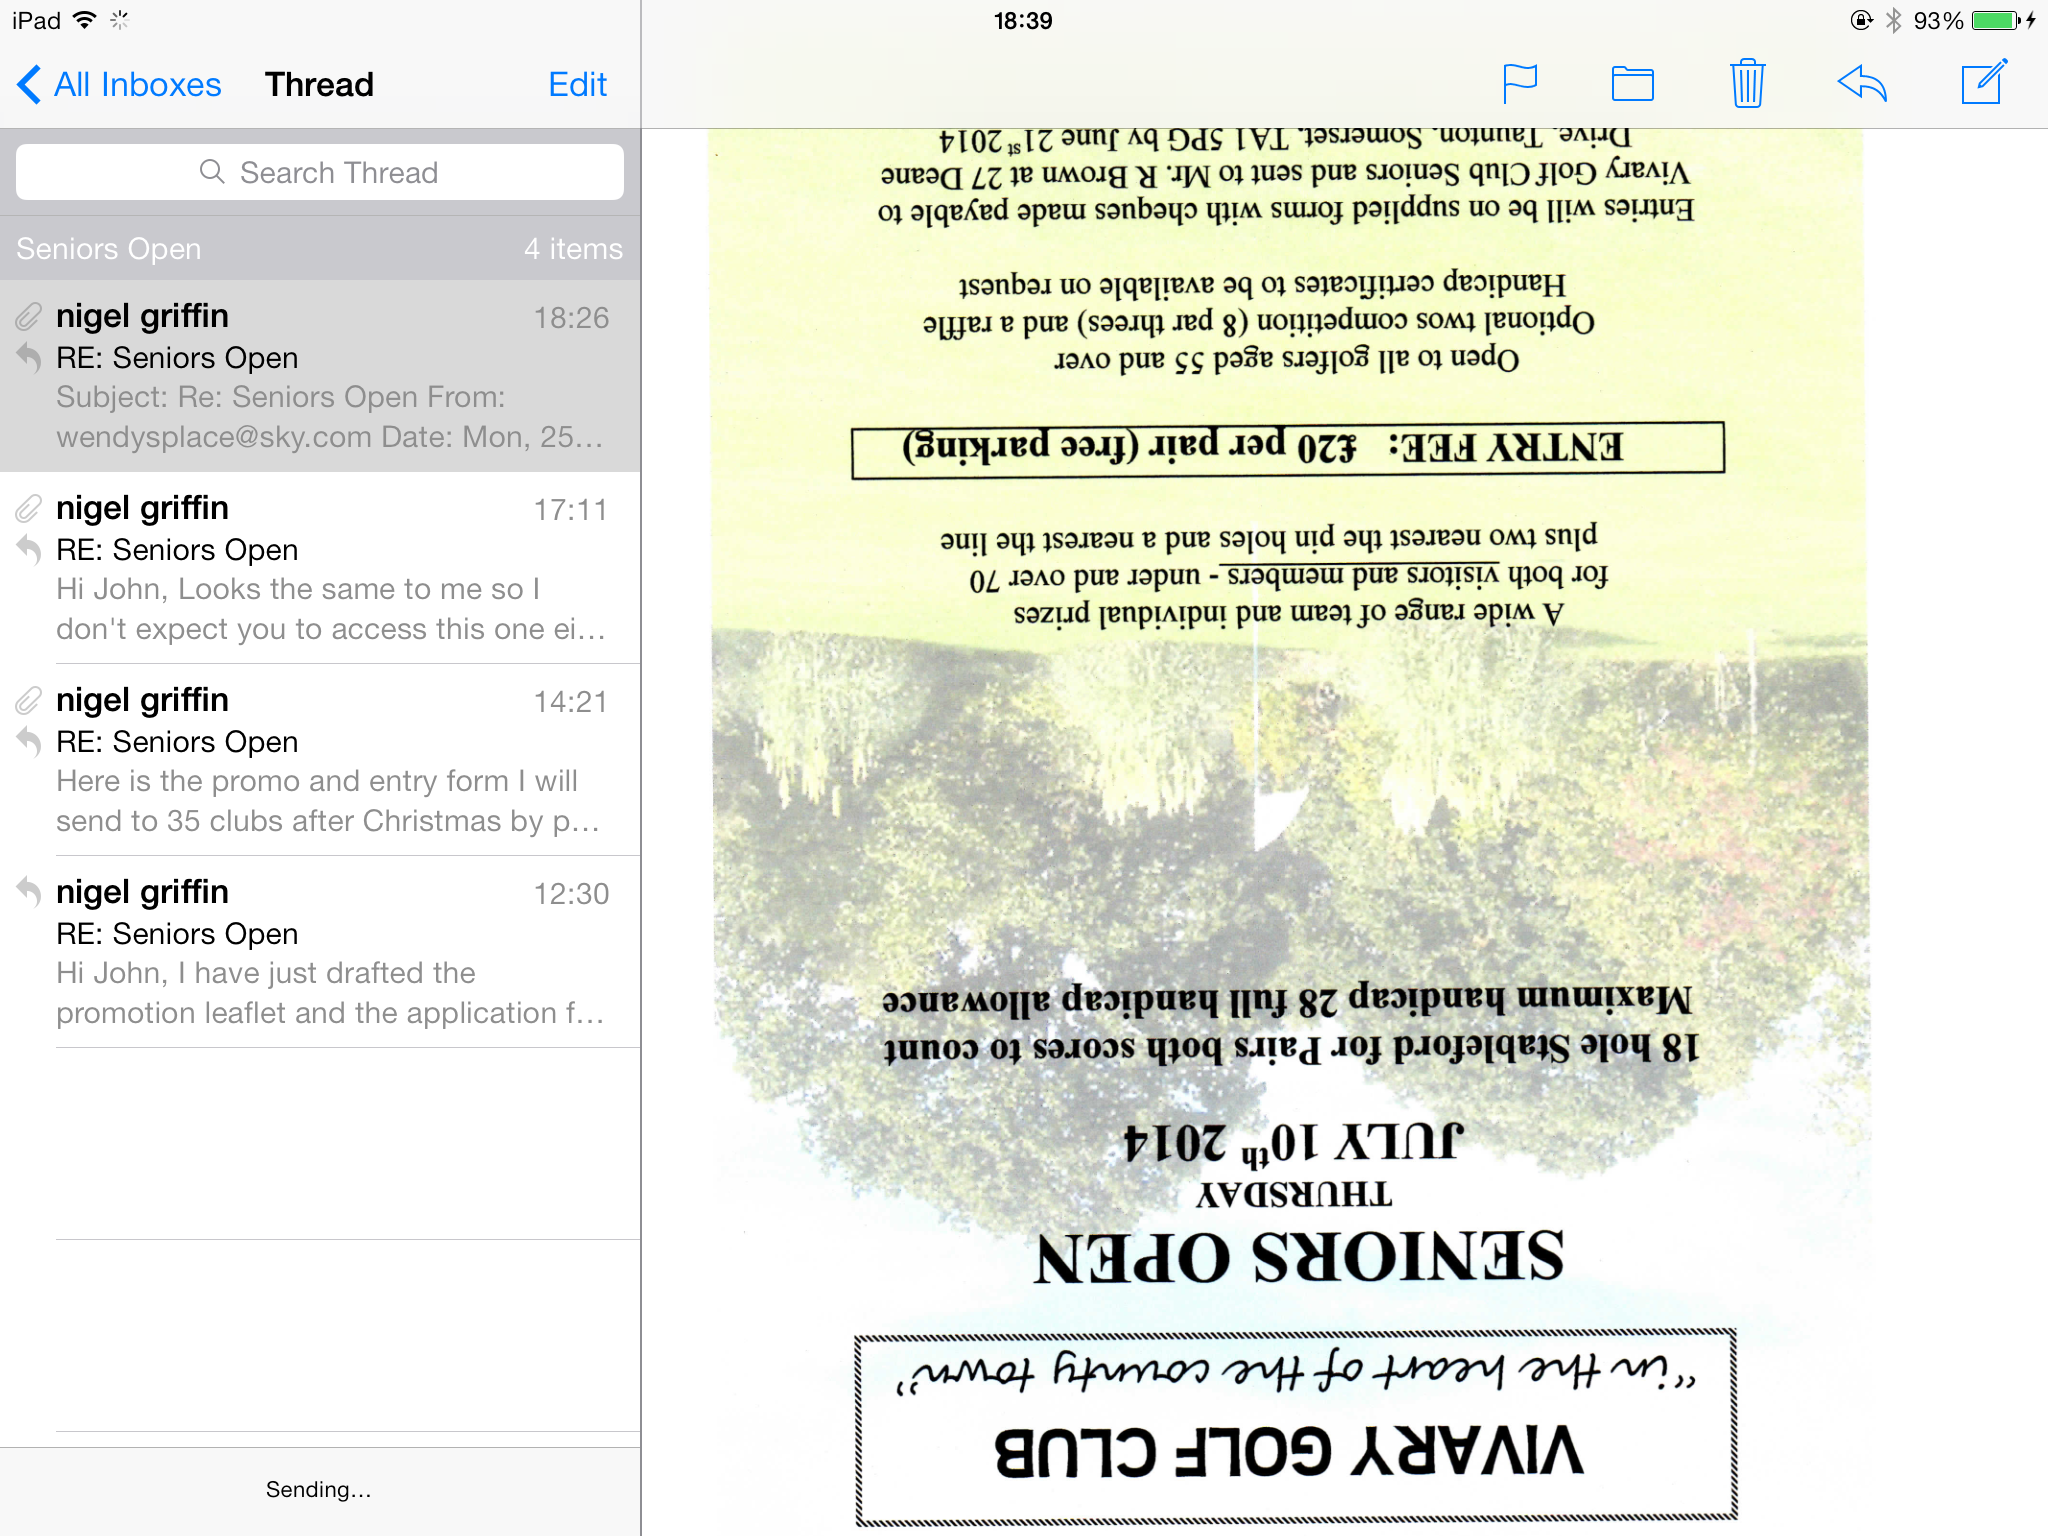 iPad
18:39
93%
All Inboxes
Thread
Edit
Search Thread
Seniors Open
4 items
nigel griffin
18:26
RE: Seniors Open
Subject: Re: Seniors Open From:
wendysplace@sky.com Date: Mon, 25...
nigel griffin
17:11
RE: Seniors Open
Hi John, Looks the same to me so I
don't expect you to access this one ei...
nigel griffin
14:21
RE: Seniors Open
Here is the promo and entry form I will
send to 35 clubs after Christmas by p...
nigel griffin
12:30
RE: Seniors Open
Hi John, I have just drafted the
promotion leaflet and the application f...
Sending...
VIVARY GOLF CLUB
“in the heart of the county town”
SENIORS OPEN
THURSDAY
JULY 10th 2014
18 hole Stableford for Pairs both scores to count
Maximum handicap 28 full handicap allowance
A wide range of team and individual prizes
for both visitors and members - under and over 70
plus two nearest the pin holes and a nearest the line
ENTRY FEE: £20 per pair (free parking)
Open to all golfers aged 55 and over
Optional twos competition (8 par threes) and a raffle
Handicap certificates to be available on request
Entries will be on supplied forms with cheques made payable to
Vivary Golf Club Seniors and sent to Mr. R Brown at 27 Deane
Drive, Taunton, Somerset, TA1 5PG by June 21st 2014